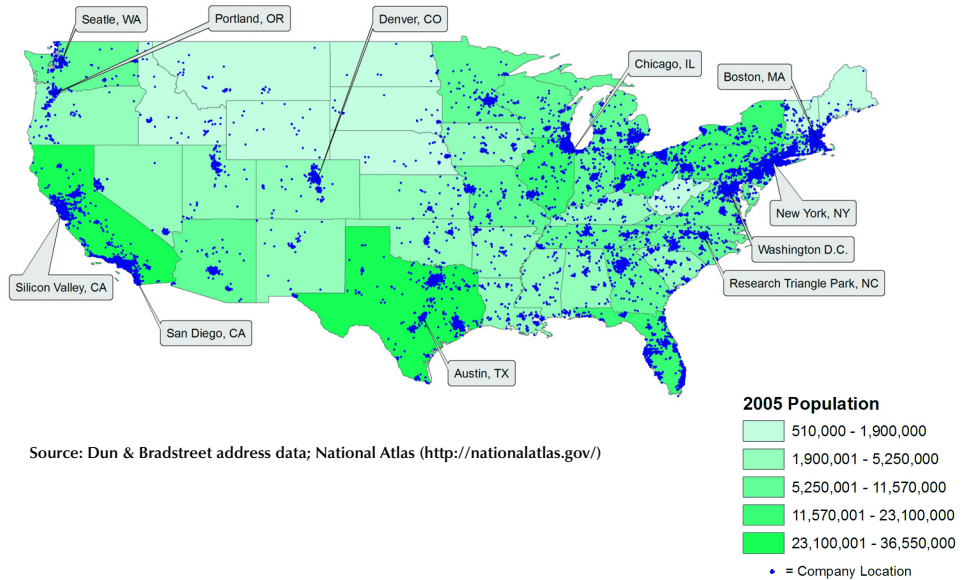 Seatle, WA
Portland, OR
Denver, CO
Chicago, IL
Boston, MA
New York, NY
Washington D.C.
Silicon Valley, CA
Research Triangle Park, NC
San Diego, CA
Austin, TX
2005 Population
510,000 - 1,900,000
1,900,001 - 5,250,000
5,250,001 - 11,570,000
11,570,001 - 23,100,000
23,100,001 - 36,550,000
= Company Location
Source: Dun & Bradstreet address data; National Atlas (http://nationalatlas.gov/)